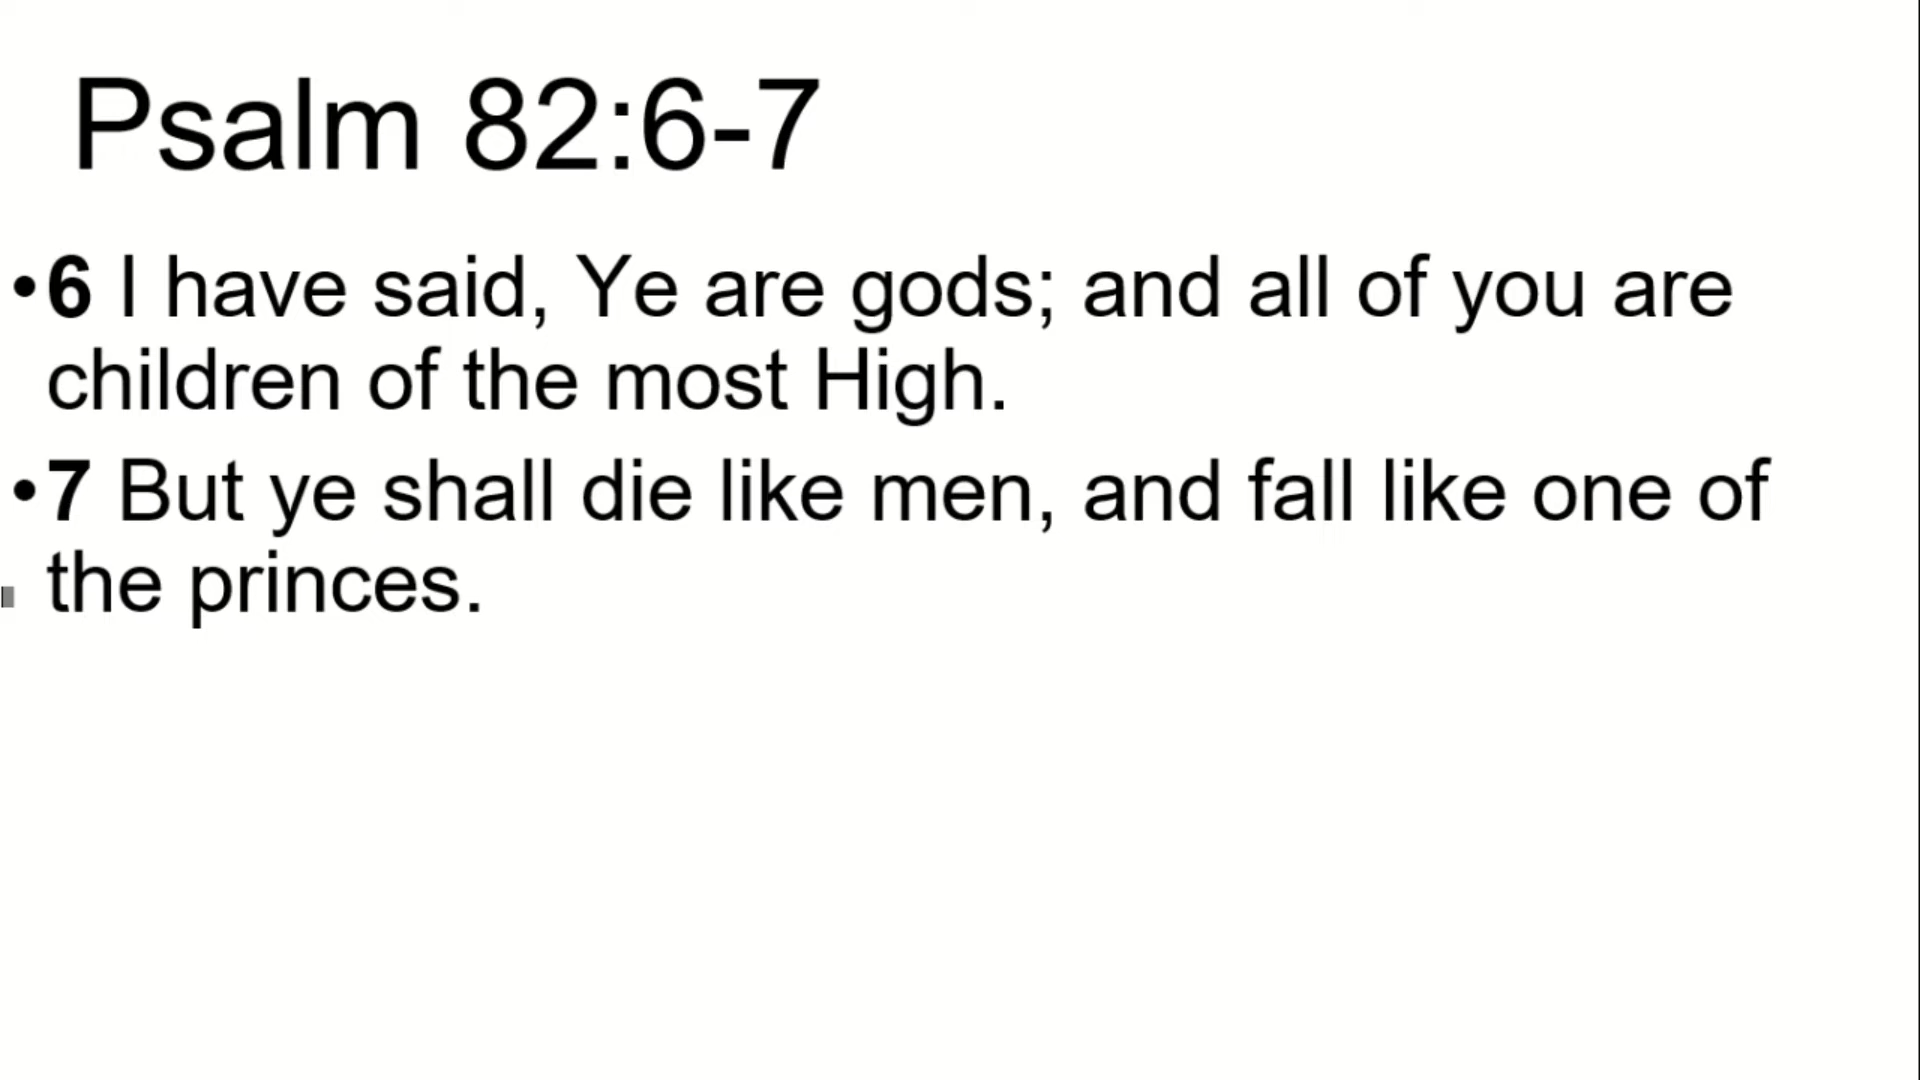 Psalm 82:6-7
•6 I have said, Ye are gods; and all of you are
children of the most High.
•7 But ye shall die like men, and fall like one of
the princes.